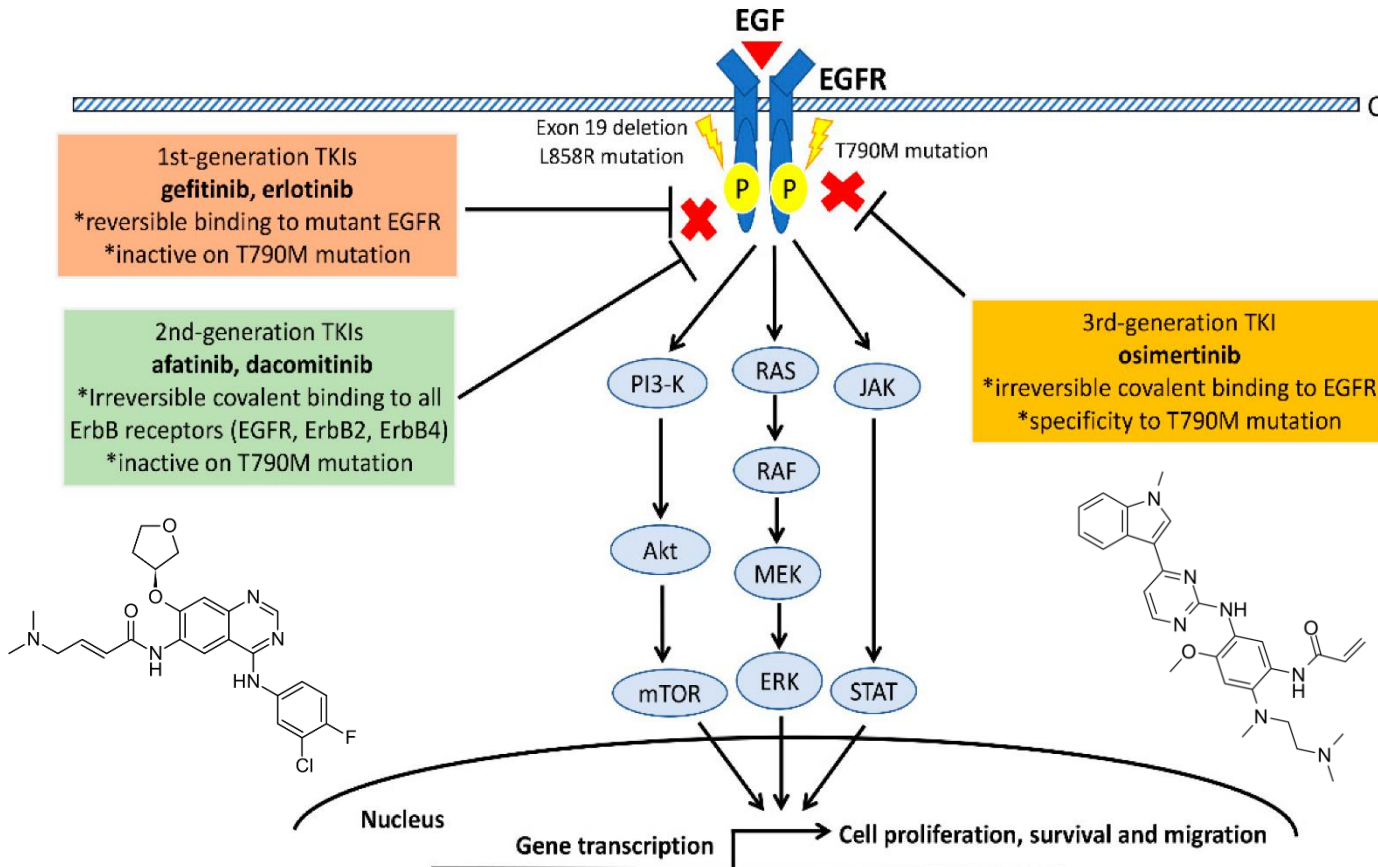 EGF
EGFR
C
Exon 19 deletion
L858R mutation
T790M mutation
P
P
1st-generation TKIs
gefitinib, erlotinib
*reversible binding to mutant EGFR
*inactive on T790M mutation
2nd-generation TKIs
afatinib, dacomitinib
*Irreversible covalent binding to all
ErbB receptors (EGFR, ErbB2, ErbB4)
*inactive on T790M mutation
3rd-generation TKI
osimertinib
*irreversible covalent binding to EGFR
*specificity to T790M mutation
PI3-K
RAS
JAK
RAF
Akt
MEK
mTOR
ERK
STAT
O
O
O
N
N
N
N
H
HN
F
Cl
N
N
N
NH
O
O
N
H
N
N
Nucleus
Gene transcription
Cell proliferation, survival and migration